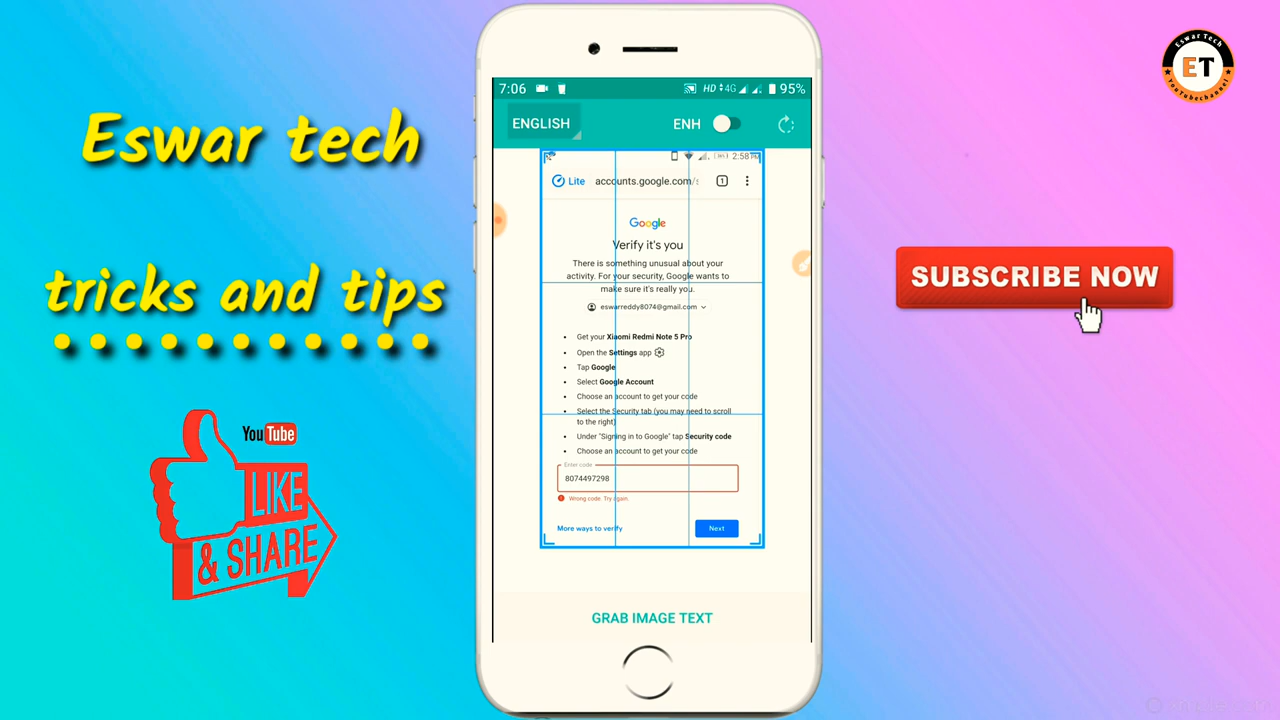 Eswar tech
tricks and tips
YouTube
LIKE
& SHARE
7:06
HD 4G
95%
ENGLISH
ENH
2:58
Lite
accounts.google.com/
1
Google
Verify it's you
There is something unusual about your
activity. For your security, Google wants to
make sure it's really you.
eswarreddy8074@gmail.com
• Get your Xiaomi Redmi Note 5 Pro
• Open the Settings app
• Tap Google
• Select Google Account
• Choose an account to get your code
• Select the Security tab (you may need to scroll
to the right)
• Under "Signing in to Google" tap Security code
• Choose an account to get your code
Enter code
8074497298
Wrong code. Try again.
More ways to verify
Next
GRAB IMAGE TEXT
Eswar Tech
ET
YouTubechannel
SUBSCRIBE NOW